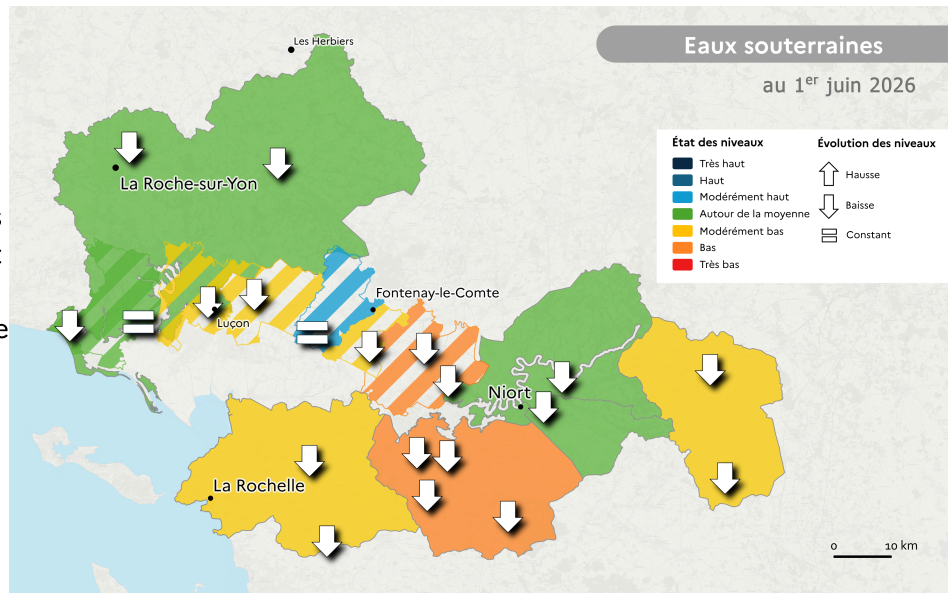 Les Herbiers
Eaux souterraines
au 1er juin 2026
État des niveaux
Très haut
Haut
Modérément haut
Autour de la moyenne
Modérément bas
Bas
Très bas
Évolution des niveaux
Hausse
Baisse
Constant
La Roche-sur-Yon
Fontenay-le-Comte
Luçon
Niort
La Rochelle
0 10 km